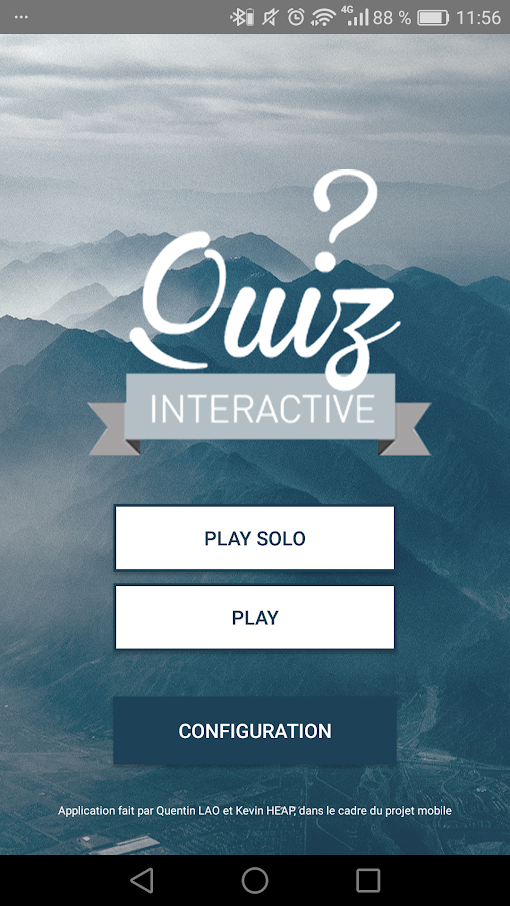 ... 4G 88 % 11:56
Quiz
INTERACTIVE
PLAY SOLO
PLAY
CONFIGURATION
Application fait par Quentin LAO et Kevin HEAP, dans le cadre du projet mobile